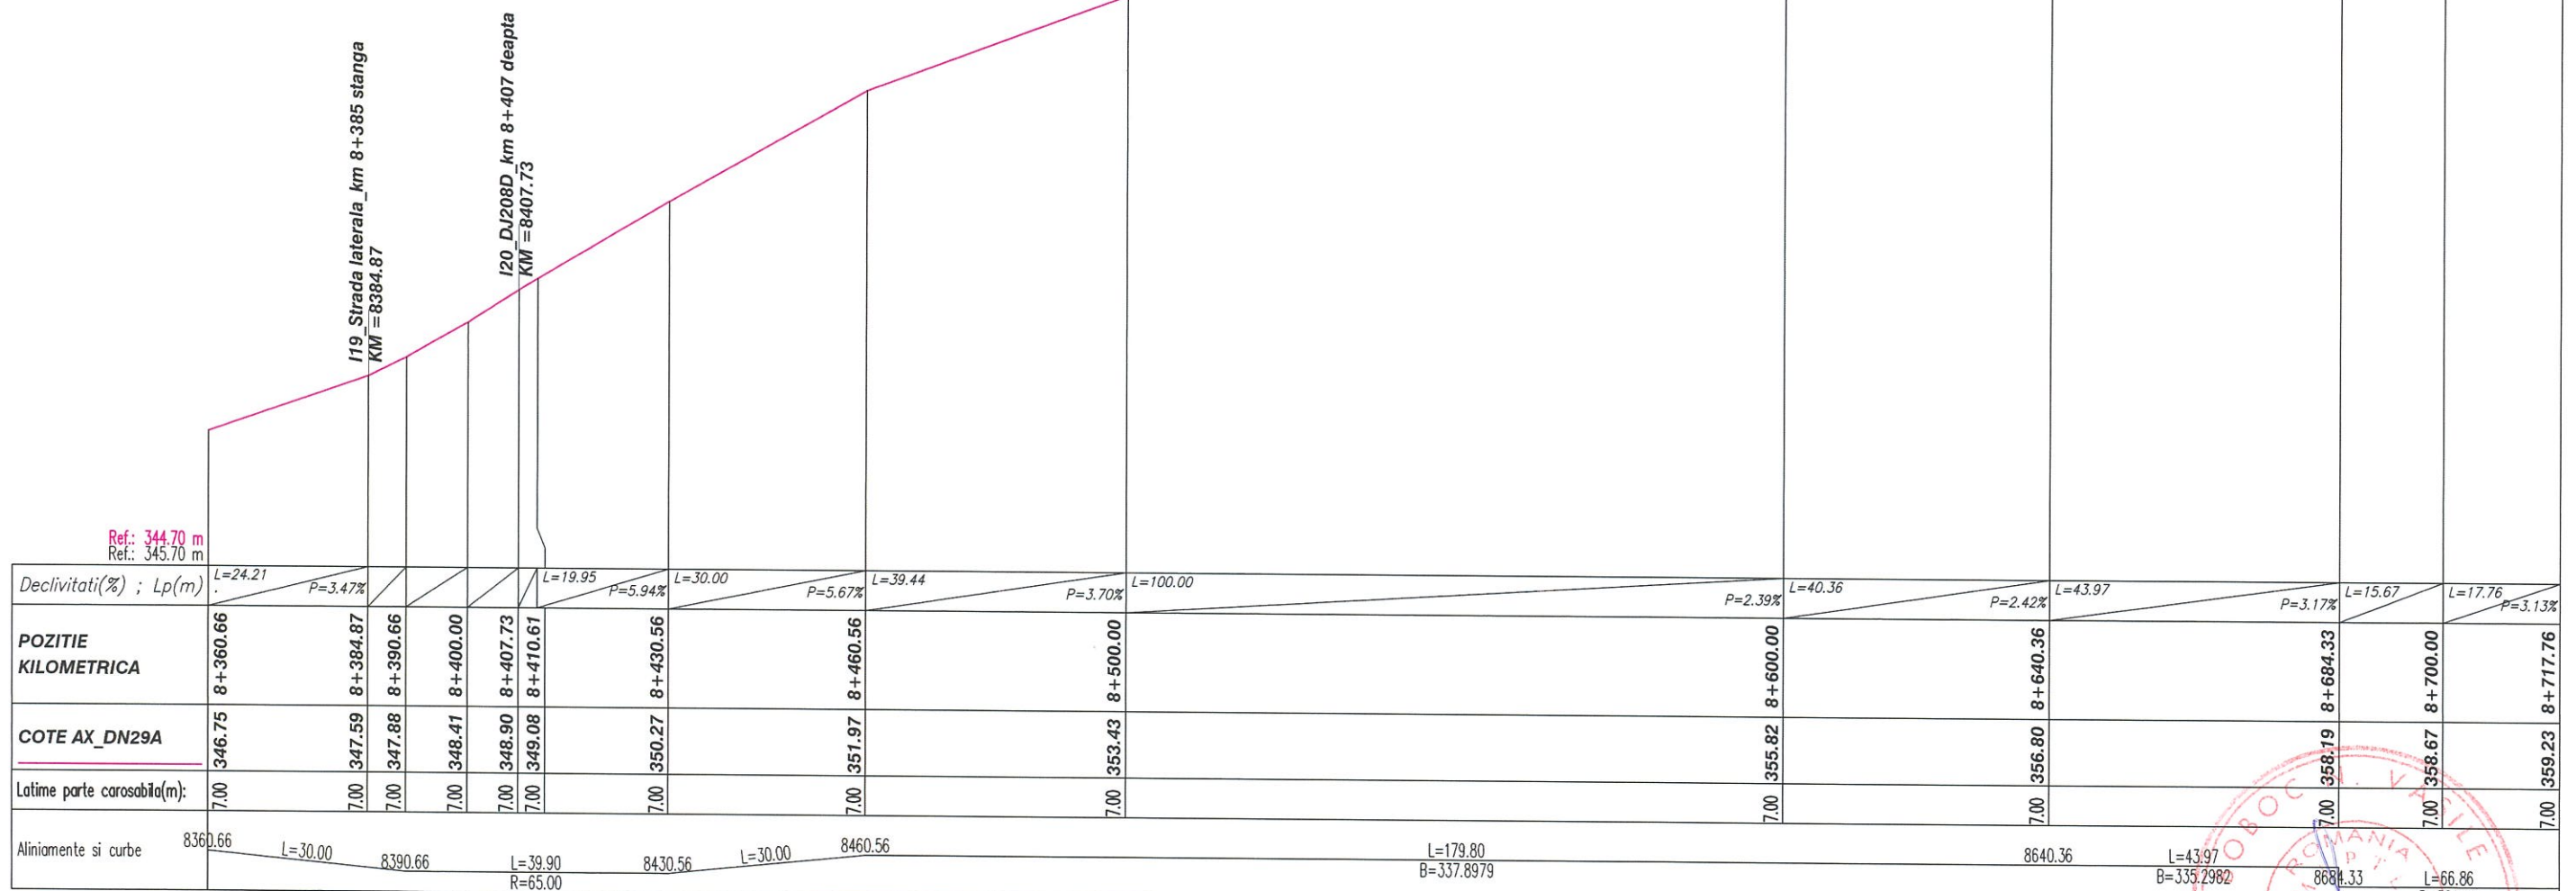 I19_Strada laterala_km 8+385 stanga
KM =8384.87
I20_DJ208D_km 8+407 deapta
KM =8407.73
Ref.: 344.70 m
Ref.: 345.70 m
Declivitati(%) ; Lp(m) L=24.21 P=3.47% L=19.95 P=5.94% L=30.00 P=5.67% L=39.44 P=3.70% L=100.00 P=2.39% L=40.36 P=2.42% L=43.97 P=3.17% L=15.67 L=17.76 P=3.13%
POZITIE
KILOMETRICA
8+360.66 8+384.87 8+390.66 8+400.00 8+407.73 8+410.61 8+430.56 8+460.56 8+500.00 8+600.00 8+640.36 8+684.33 8+700.00 8+717.76
COTE AX_DN29A 346.75 347.59 347.88 348.41 348.90 349.08 350.27 351.97 353.43 355.82 356.80 358.19 358.67 359.23
Latime parte carosabila(m): 7.00 7.00 7.00 7.00 7.00 7.00 7.00 7.00 7.00 7.00 7.00 7.00 7.00 7.00
Aliniamente si curbe 8360.66 L=30.00 8390.66 L=39.90 8430.56 L=30.00 8460.56 L=179.80 8640.36 L=43.97 8684.33 L=66.86
R=65.00 B=337.8979 B=335.2982
OBOC N. VASILE
ROMANIA